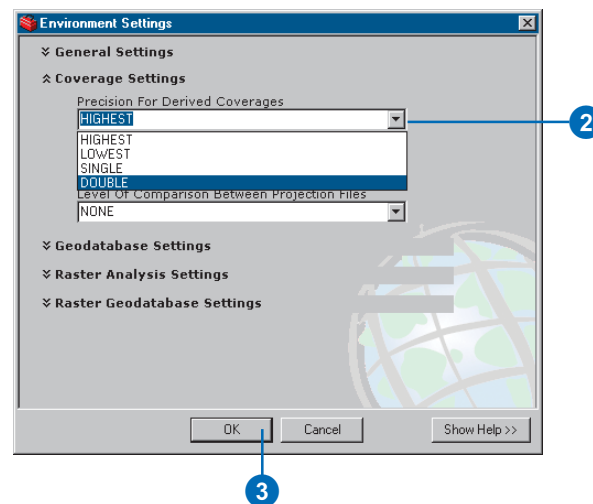 Environment Settings
General Settings
Coverage Settings
Precision For Derived Coverages
HIGHEST
2
HIGHEST
LOWEST
SINGLE
DOUBLE
Level Of Comparison Between Projection Files
NONE
Geodatabase Settings
Raster Analysis Settings
Raster Geodatabase Settings
OK
Cancel
Show Help >>
3